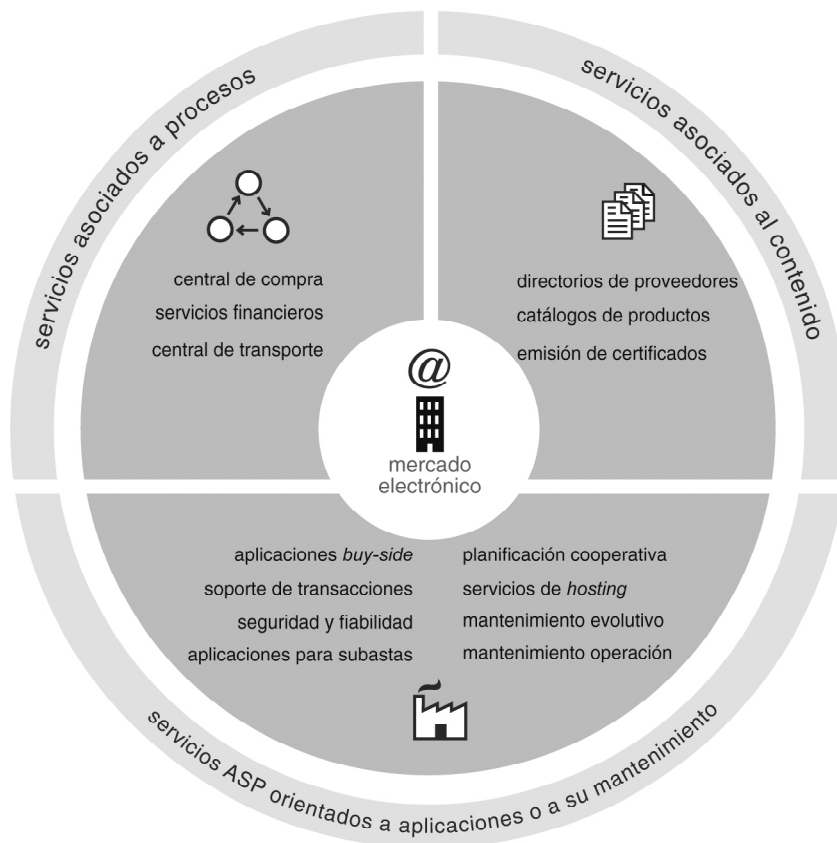 servicios asociados a procesos
servicios asociados al contenido
central de compra
servicios financieros
central de transporte
directorios de proveedores
catálogos de productos
emisión de certificados
@
mercado
electrónico
aplicaciones buy-side
soporte de transacciones
seguridad y fiabilidad
aplicaciones para subastas
planificación cooperativa
servicios de hosting
mantenimiento evolutivo
mantenimiento operación
servicios ASP orientados a aplicaciones o a su mantenimiento